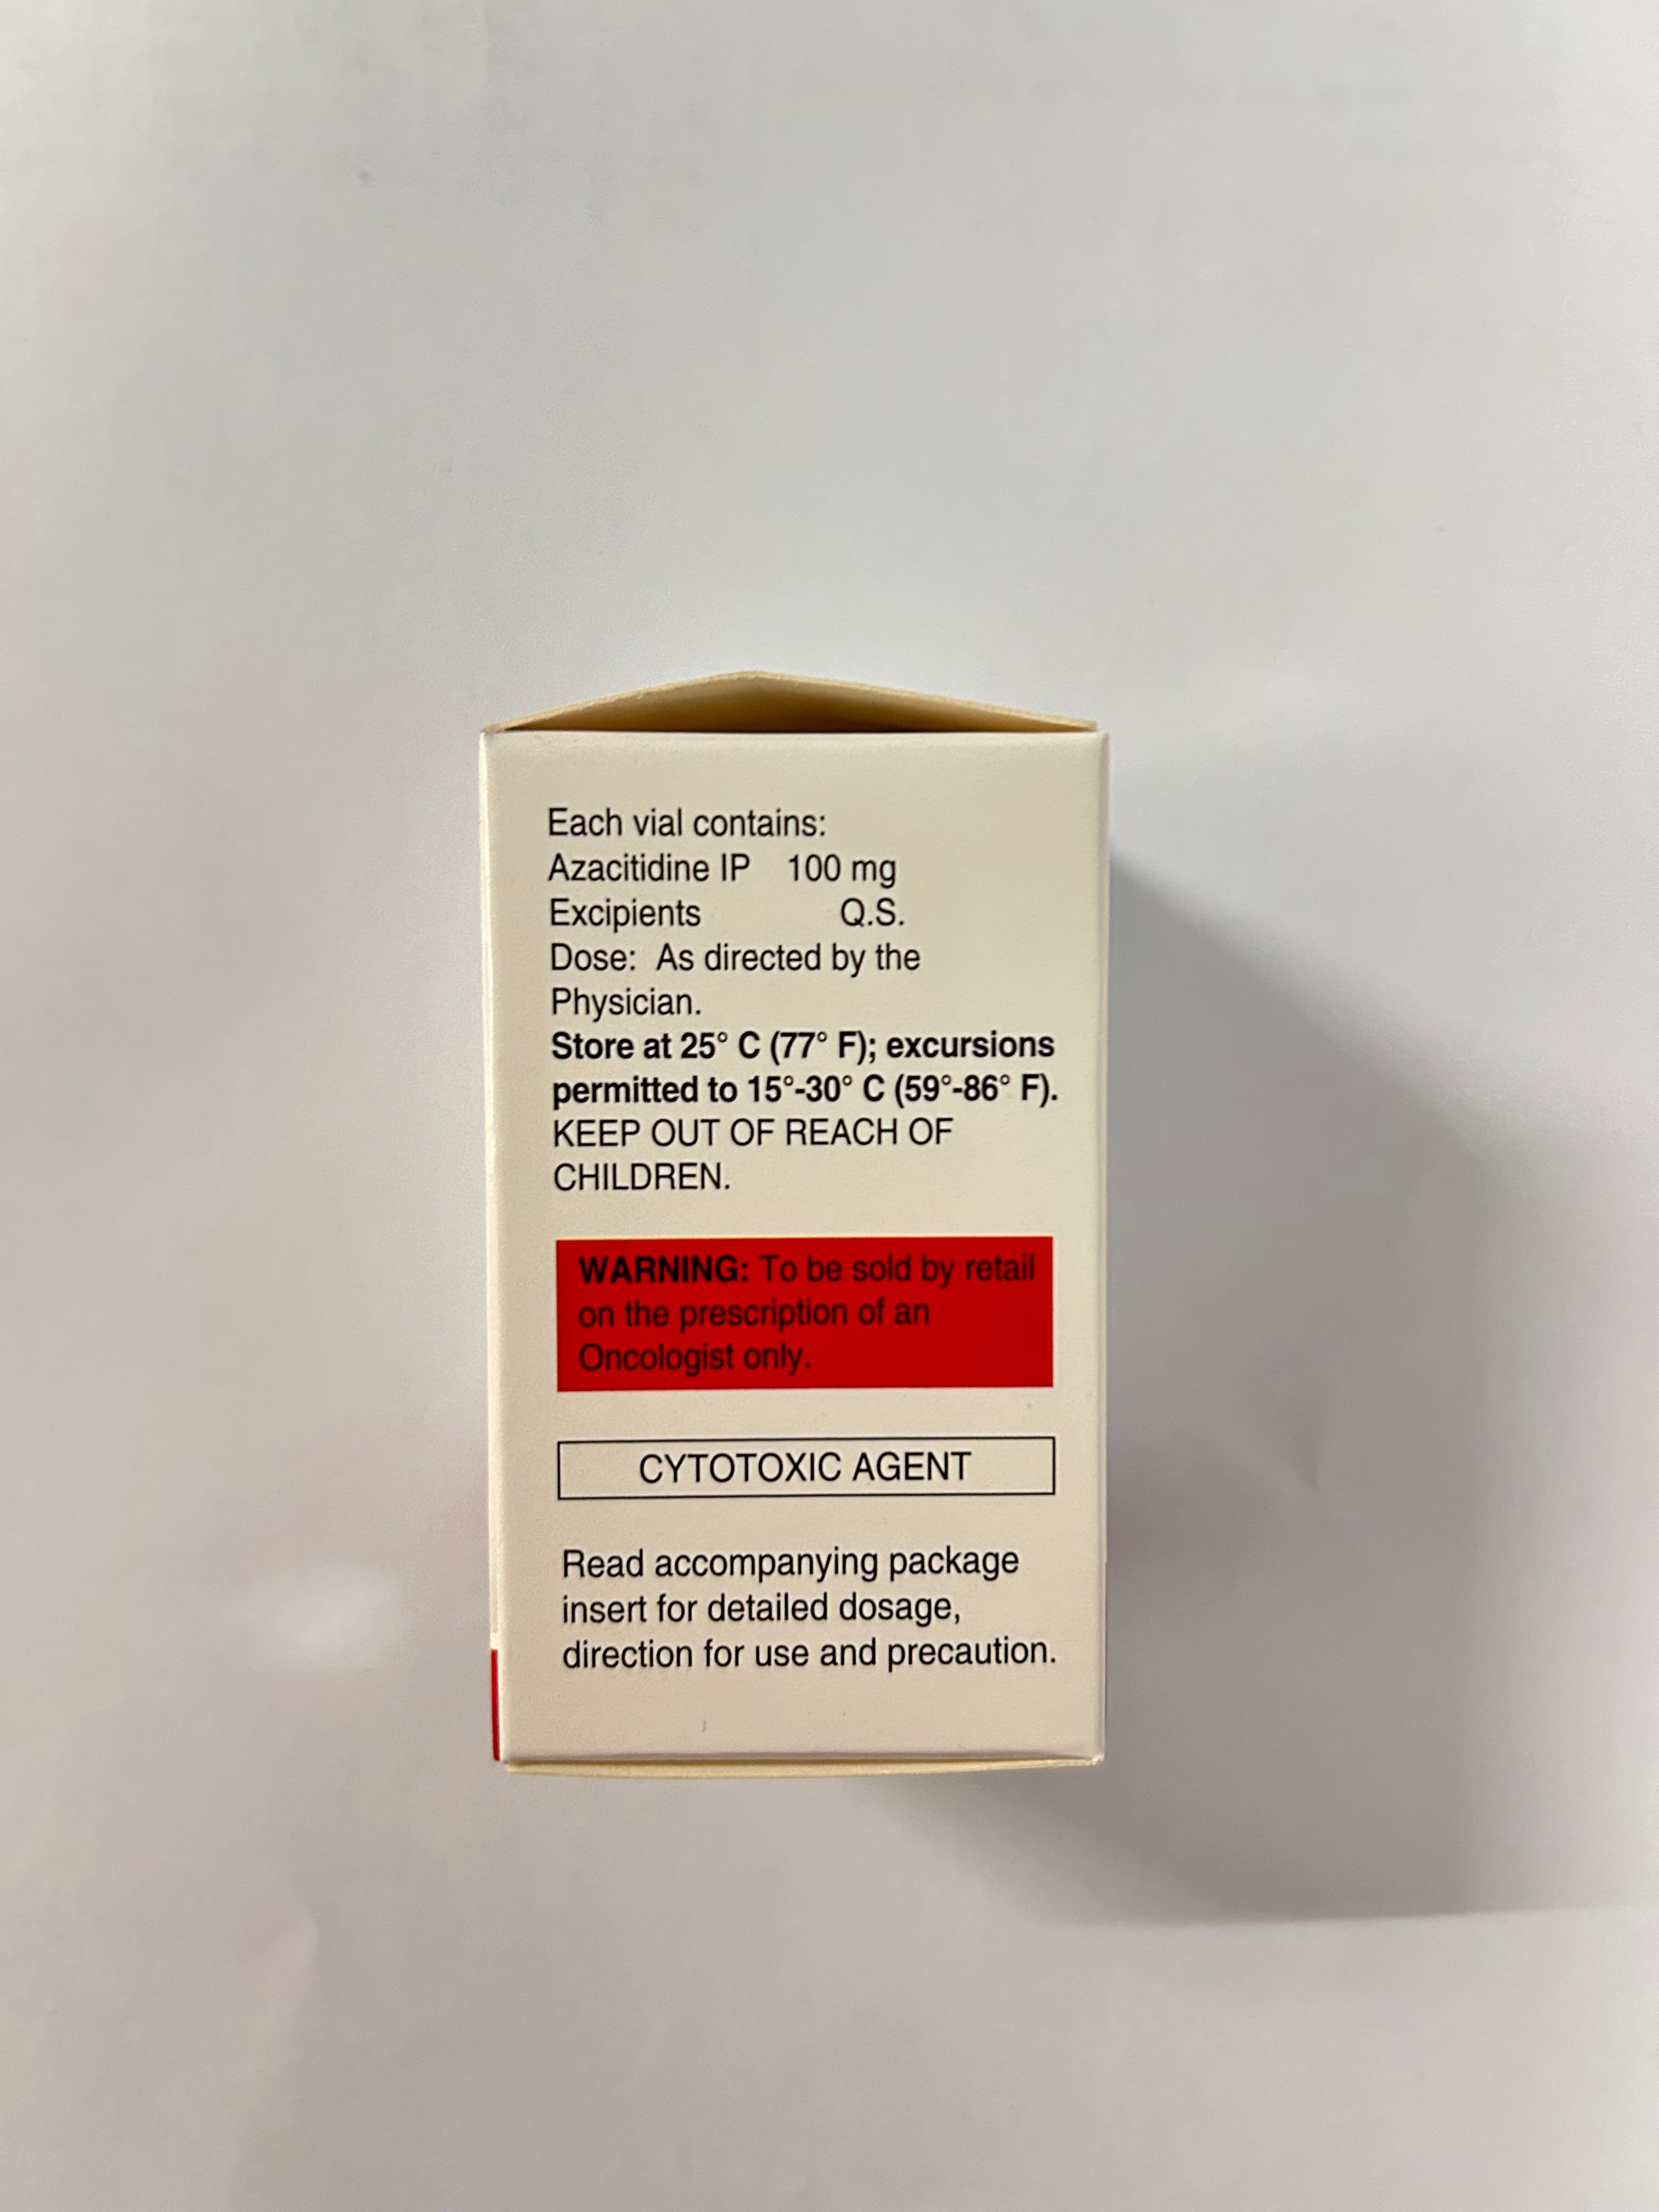 Each vial contains:
Azacitidine IP 100 mg
Excipients Q.S.
Dose: As directed by the
Physician.
Store at 25° C (77° F); excursions
permitted to 15°-30° C (59°-86° F).
KEEP OUT OF REACH OF
CHILDREN.
WARNING: To be sold by retail
on the prescription of an
Oncologist only.
CYTOTOXIC AGENT
Read accompanying package
insert for detailed dosage,
direction for use and precaution.